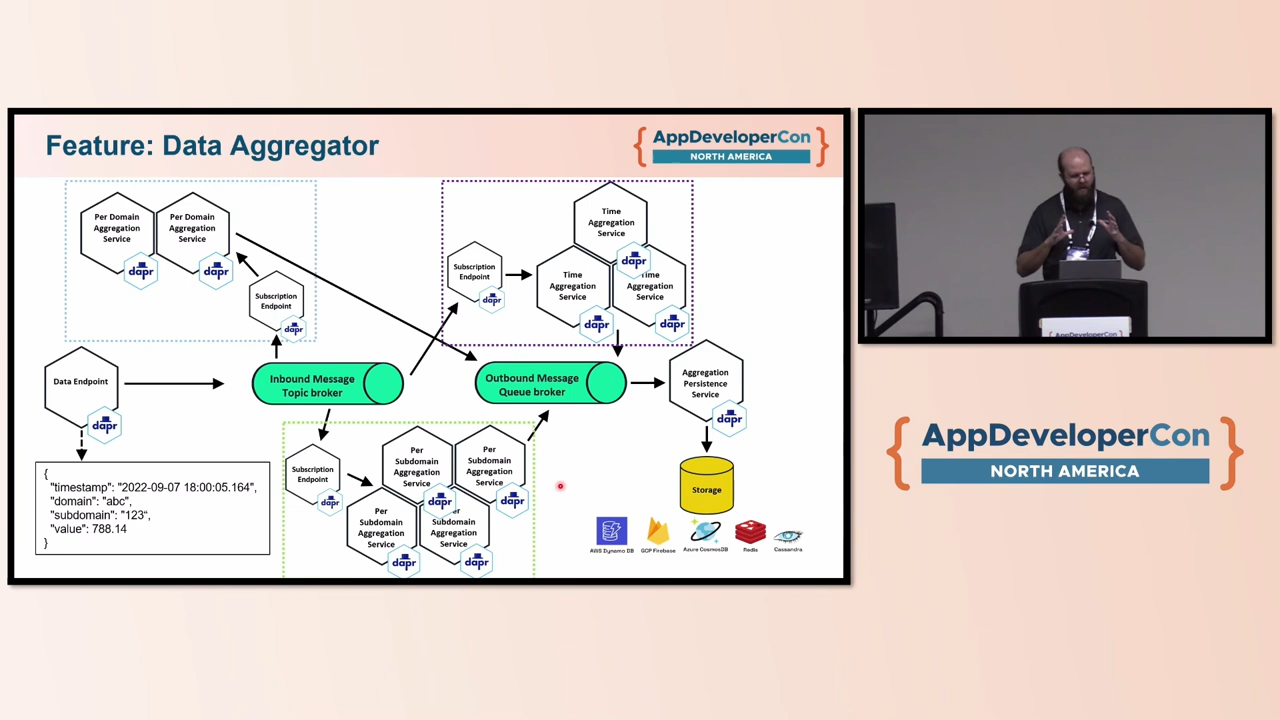 Feature: Data Aggregator
AppDeveloperCon
NORTH AMERICA
Per Domain
Aggregation
Service
dapr
Per Domain
Aggregation
Service
dapr
Subscription
Endpoint
dapr
Subscription
Endpoint
dapr
Time
Aggregation
Service
dapr
Time
Aggregation
Service
dapr
Time
Aggregation
Service
dapr
Data Endpoint
dapr
Inbound Message
Topic broker
Outbound Message
Queue broker
Aggregation
Persistence
Service
dapr
{
"timestamp": "2022-09-07 18:00:05.164",
"domain": "abc",
"subdomain": "123",
"value": 788.14
}
Subscription
Endpoint
dapr
Per
Subdomain
Aggregation
Service
dapr
Per
Subdomain
Aggregation
Service
dapr
Per
Subdomain
Aggregation
Service
dapr
Subdomain
Aggregation
Service
dapr
Storage
AWS Dynamo DB
GCP Firebase
Azure CosmosDB
Redis
Cassandra
AppDeveloperCon
AppDeveloperCon
NORTH AMERICA